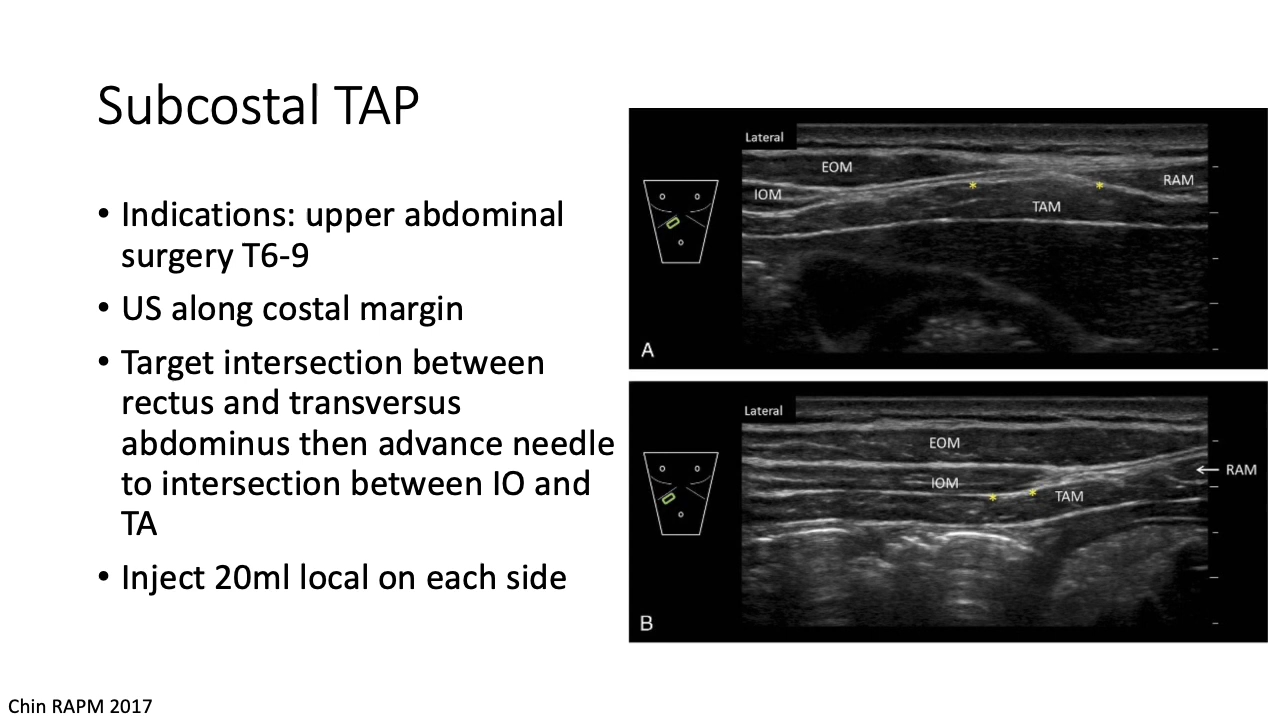 Subcostal TAP
• Indications: upper abdominal
surgery T6-9
• US along costal margin
• Target intersection between
rectus and transversus
abdominus then advance needle
to intersection between IO and
TA
• Inject 20ml local on each side
Lateral
EOM
IOM
RAM
TAM
A
Lateral
EOM
RAM
IOM
TAM
B
Chin RAPM 2017